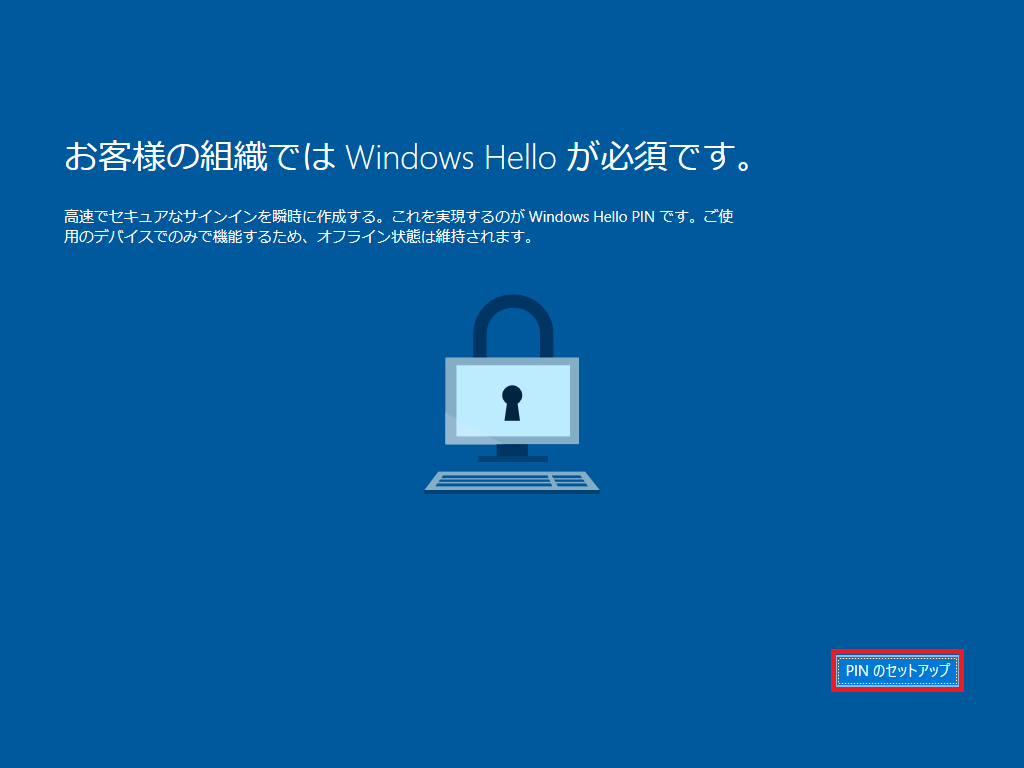 お客様の組織では Windows Hello が必須です。
高速でセキュアなサインインを瞬時に作成する。これを実現するのが Windows Hello PIN です。ご使
用のデバイスでのみで機能するため、オフライン状態は維持されます。
PIN のセットアップ